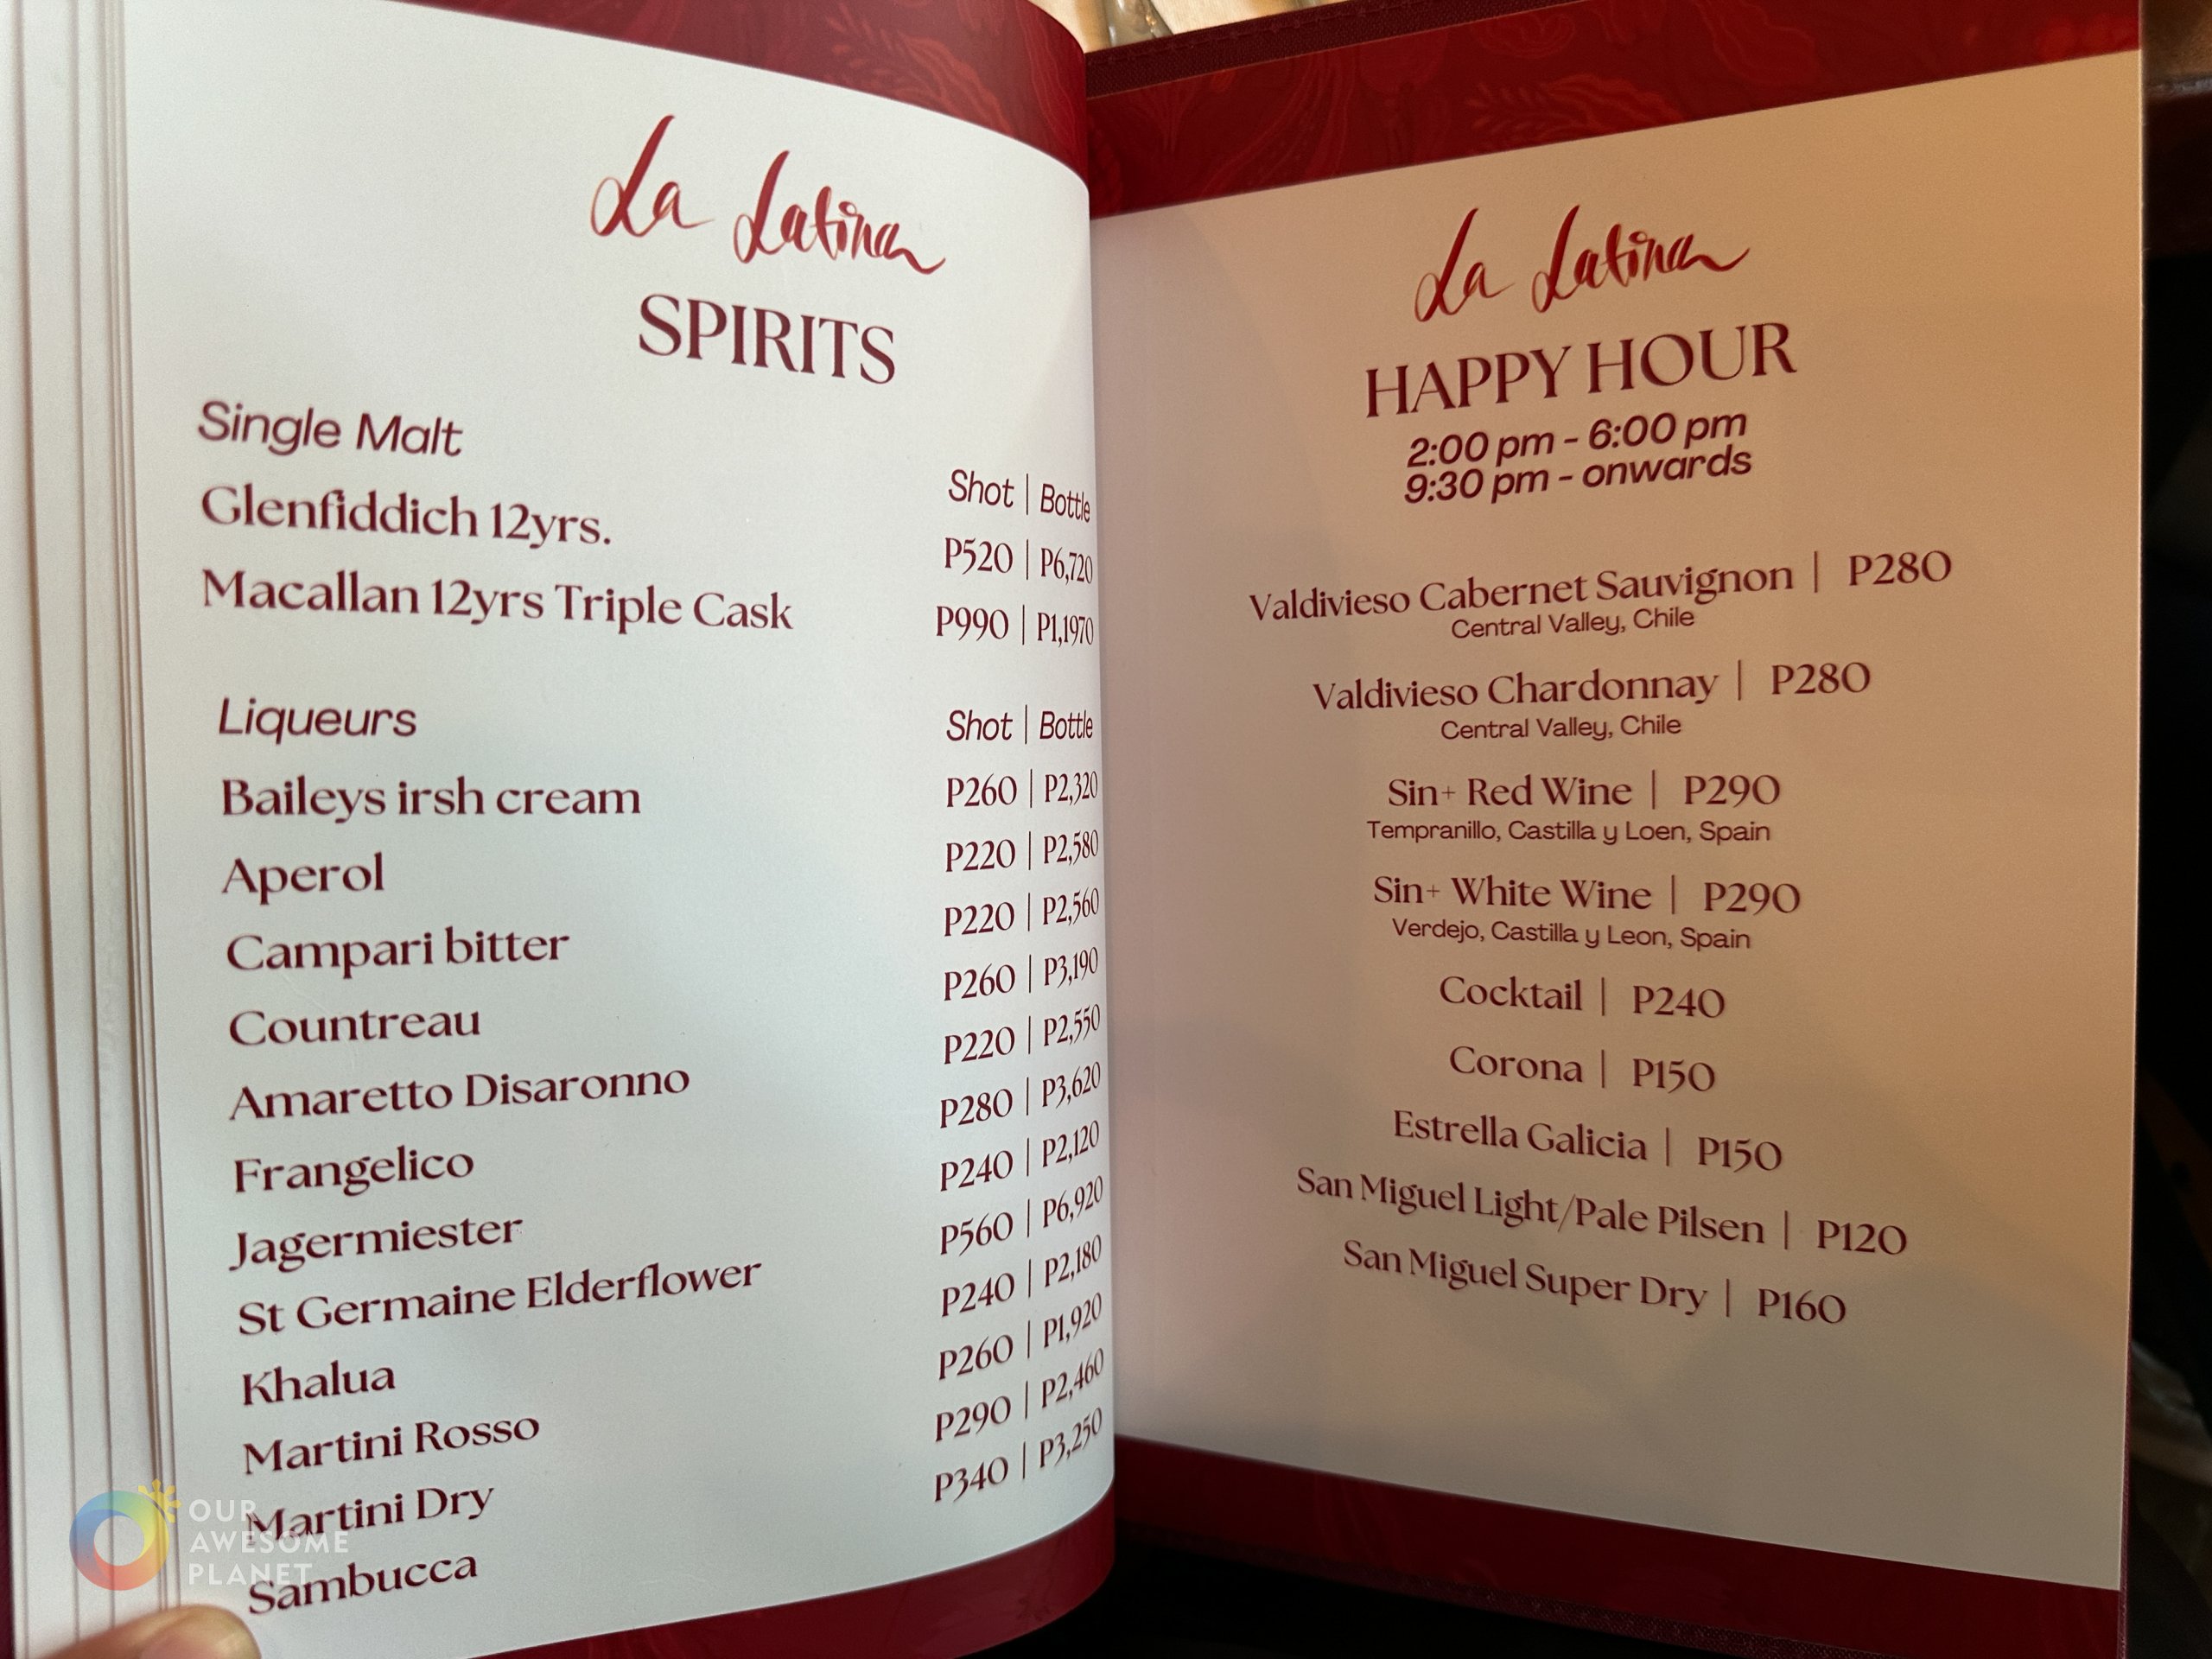 La Latina
SPIRITS
Single Malt
Shot | Bottle
Glenfiddich 12yrs. P520 | P6,720
Macallan 12yrs Triple Cask P990 | P1,1970
Liqueurs
Shot | Bottle
Baileys irsh cream P260 | P2,320
Aperol P220 | P2,580
Campari bitter P220 | P2,560
Countreau P260 | P3,190
Amaretto Disaronno P220 | P2,550
Frangelico P280 | P3,620
Jagermiester P240 | P2,120
St Germaine Elderflower P560 | P6,920
Khalua P240 | P2,180
Martini Rosso P260 | P1,920
Martini Dry P290 | P2,460
Sambucca P340 | P3,250
OUR
AWESOME
PLANET
La Latina
HAPPY HOUR
2:00 pm - 6:00 pm
9:30 pm - onwards
Valdivieso Cabernet Sauvignon | P280
Central Valley, Chile
Valdivieso Chardonnay | P280
Central Valley, Chile
Sin+ Red Wine | P290
Tempranillo, Castilla y Loen, Spain
Sin+ White Wine | P290
Verdejo, Castilla y Leon, Spain
Cocktail | P240
Corona | P150
Estrella Galicia | P150
San Miguel Light/Pale Pilsen | P120
San Miguel Super Dry | P160